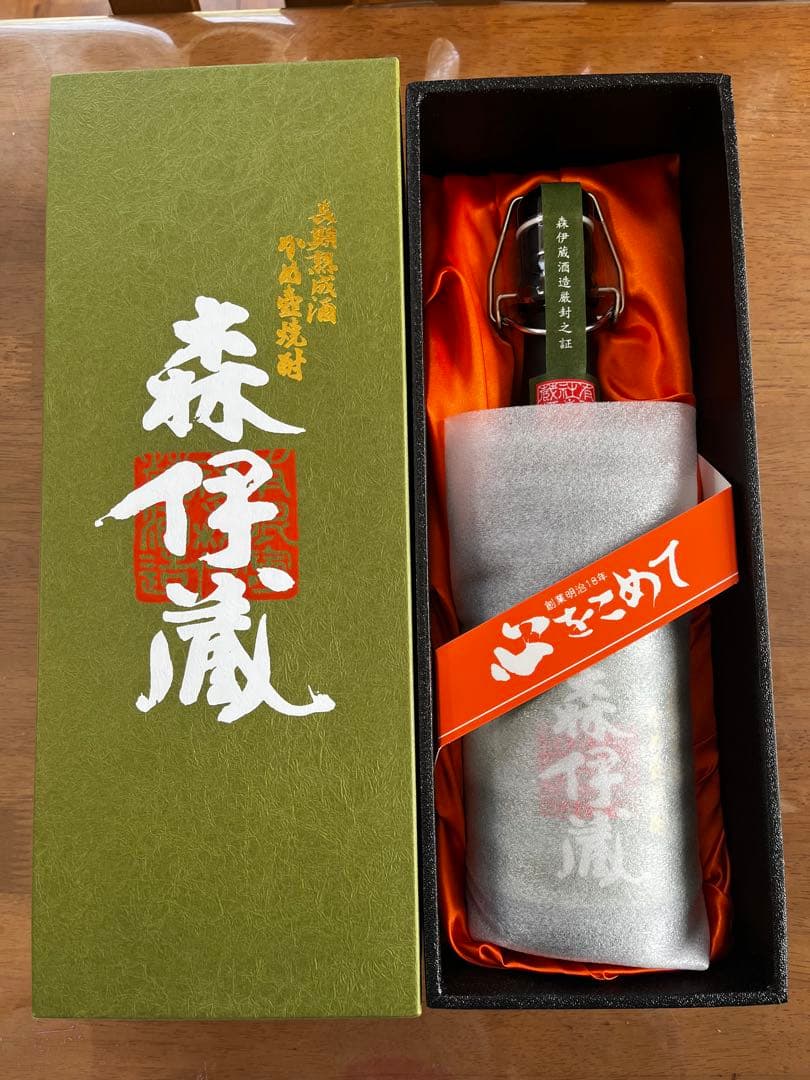 長期熟成酒
かめ壺焼酎
森伊蔵
森伊蔵酒造厳封之証
創業明治18年
心をこめて
森伊蔵